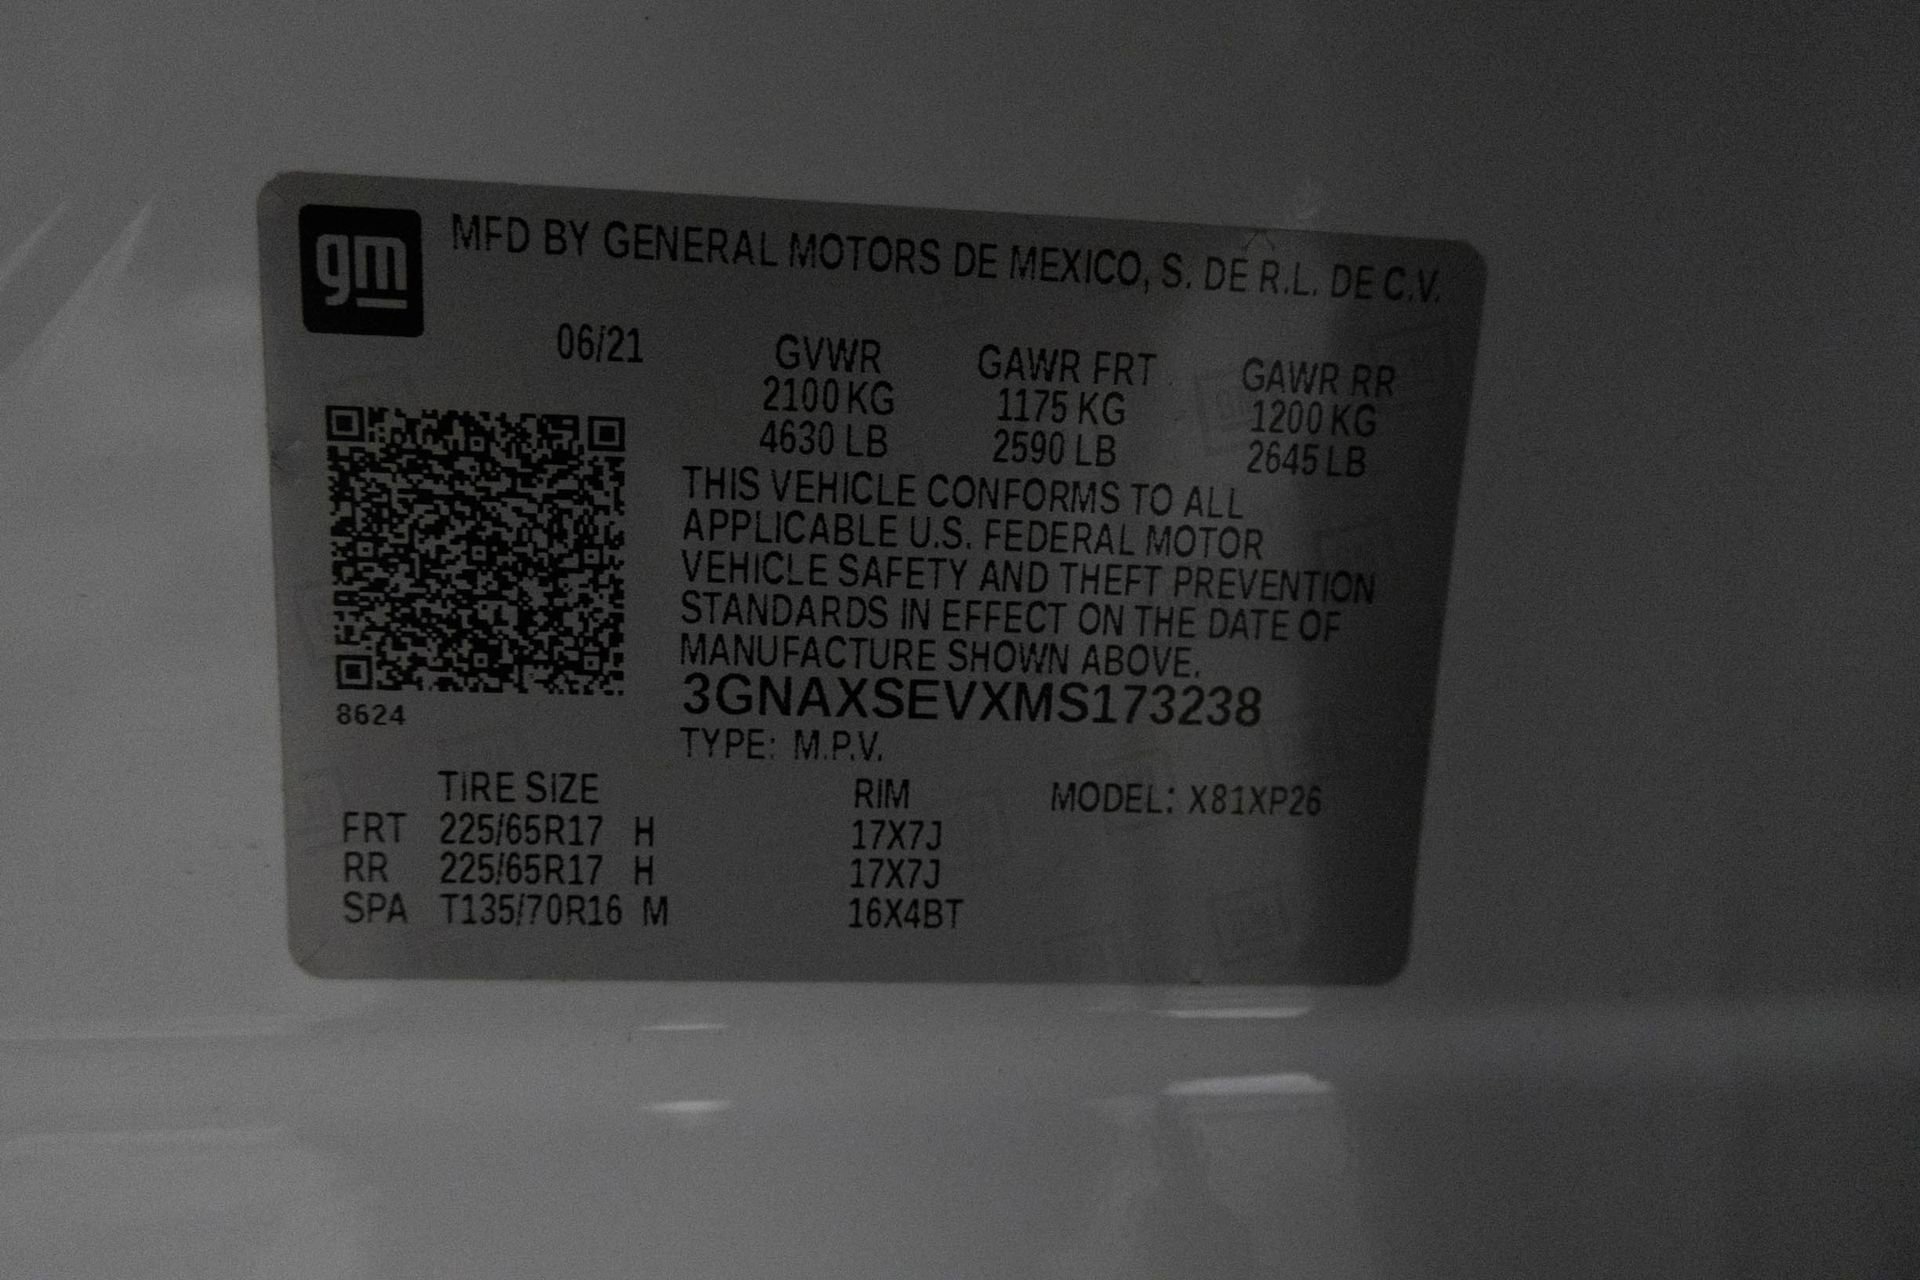 gm
MFD BY GENERAL MOTORS DE MEXICO, S. DE R.L. DE C.V.
06/21 GVWR GAWR FRT GAWR RR
2100 KG 1175 KG 1200 KG
4630 LB 2590 LB 2645 LB
THIS VEHICLE CONFORMS TO ALL
APPLICABLE U.S. FEDERAL MOTOR
VEHICLE SAFETY AND THEFT PREVENTION
STANDARDS IN EFFECT ON THE DATE OF
MANUFACTURE SHOWN ABOVE.
3GNAXSEVXMS173238
8624
TYPE: M.P.V.
TIRE SIZE RIM MODEL: X81XP26
FRT 225/65R17 H 17X7J
RR 225/65R17 H 17X7J
SPA T135/70R16 M 16X4BT